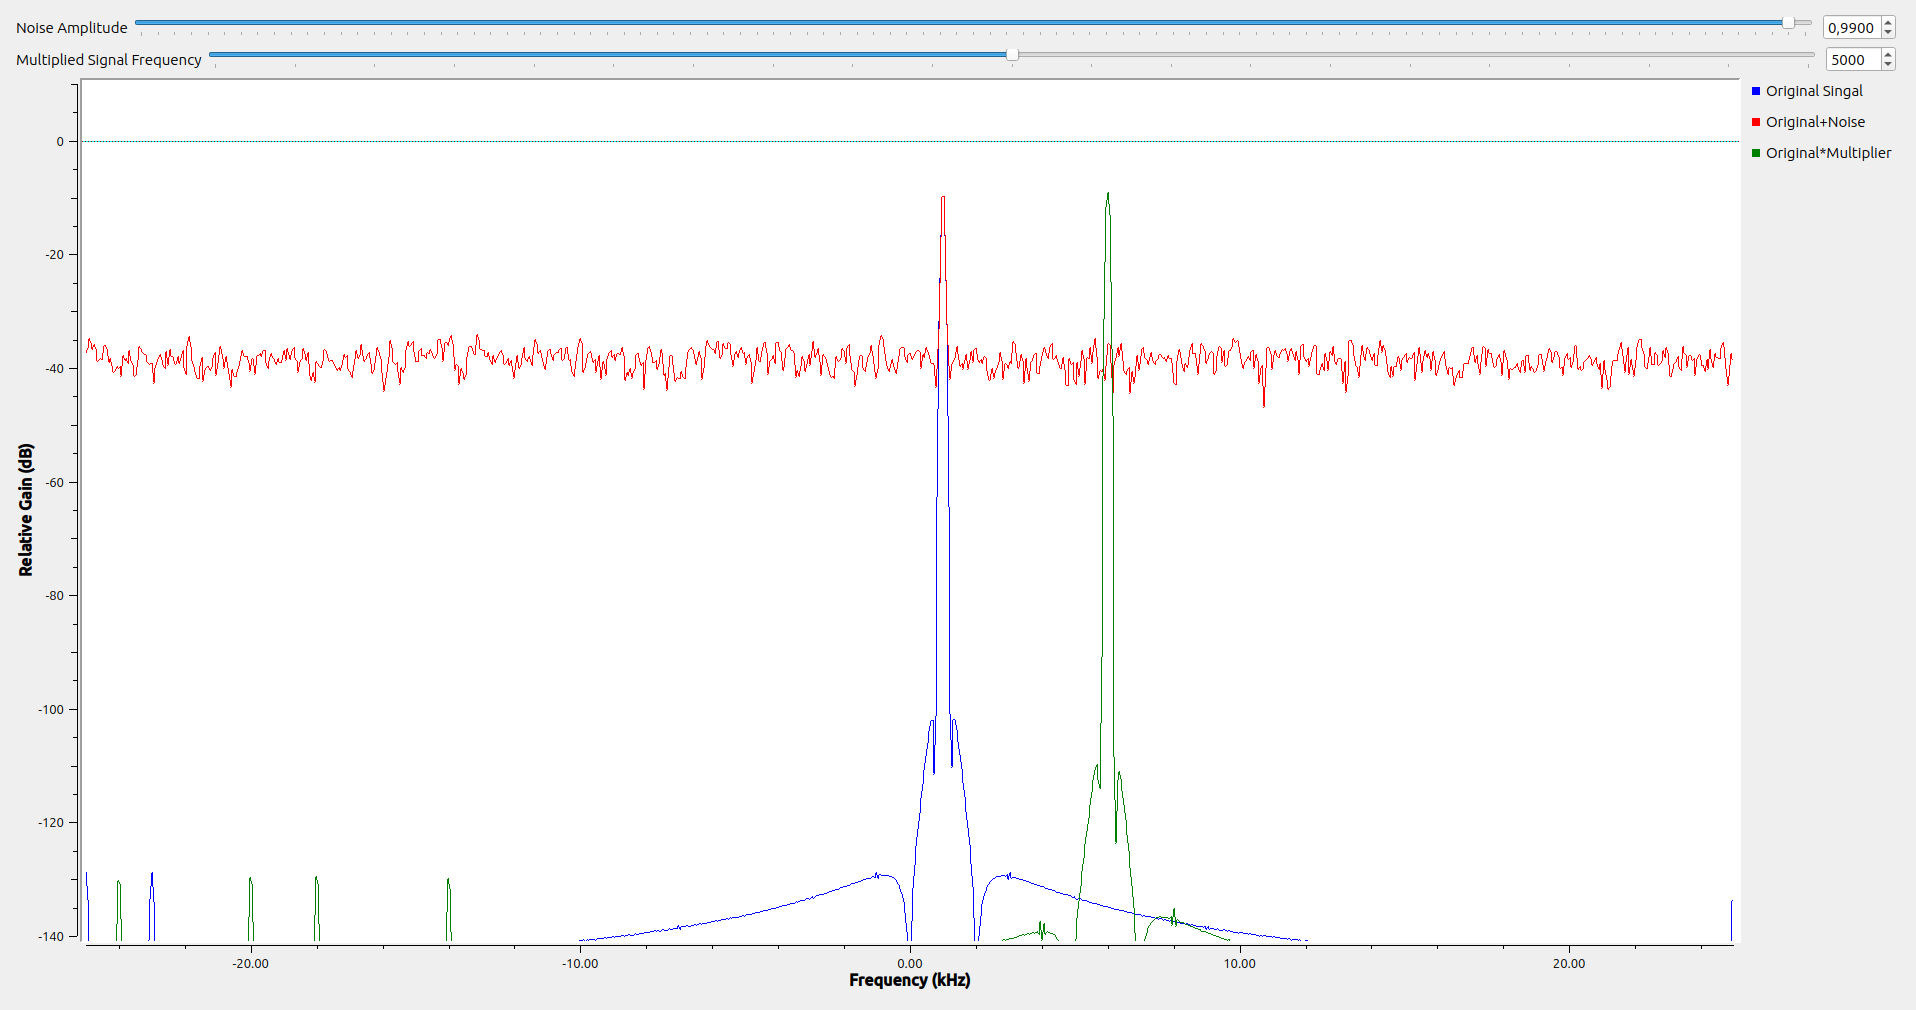 Noise Amplitude
0,9900
Multiplied Signal Frequency
5000
Original Singal
Original+Noise
Original*Multiplier
0
-20
-40
-60
-80
-100
-120
-140
Relative Gain (dB)
-20.00
-10.00
0.00
10.00
20.00
Frequency (kHz)